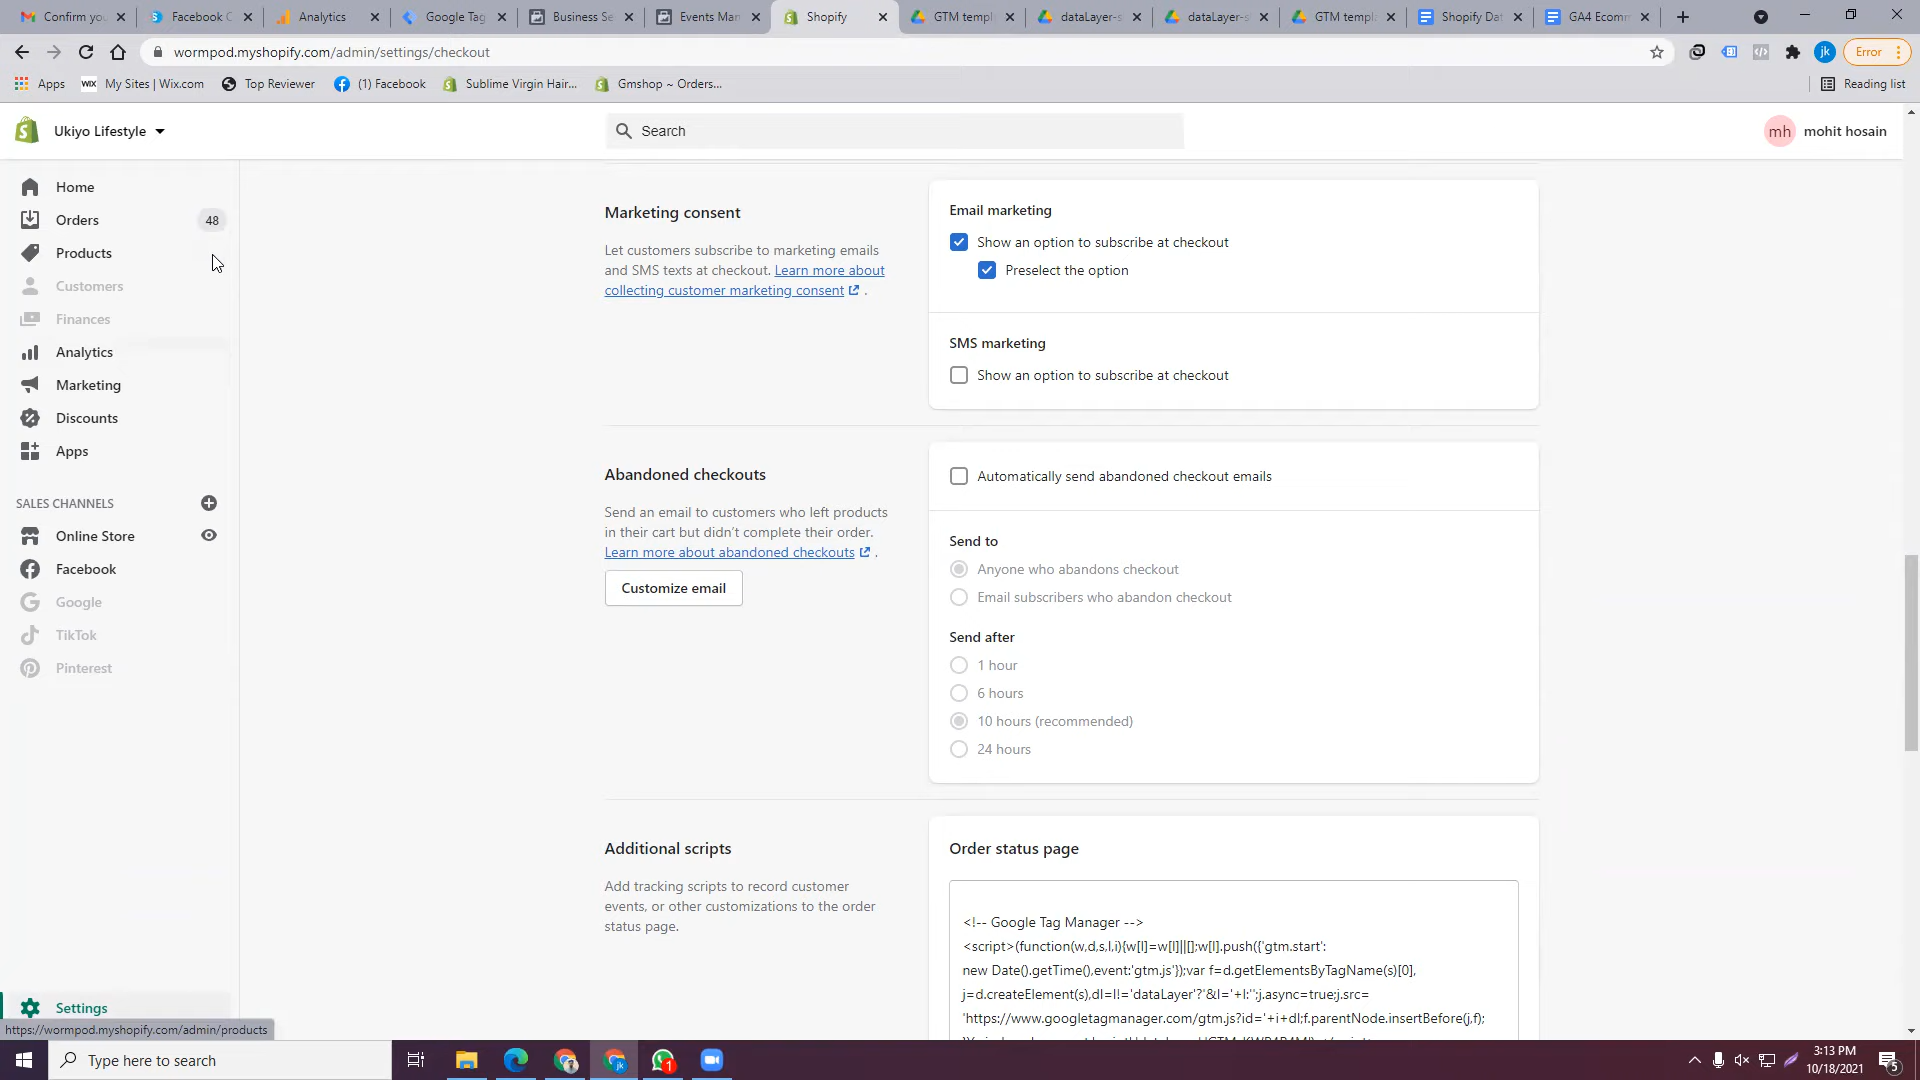 Confirm you
Facebook C
Analytics
Google Tag
Business Se
Events Man
Shopify
GTM templ
dataLayer-s
dataLayer-s
GTM templ
Shopify Dat
GA4 Ecomm
wormpod.myshopify.com/admin/settings/checkout
jk
Error
Apps
WIX My Sites | Wix.com
Top Reviewer
(1) Facebook
Sublime Virgin Hair...
Gmshop ~ Orders...
Reading list
Ukiyo Lifestyle
Search
mh mohit hosain
Home
Orders 48
Products
Customers
Finances
Analytics
Marketing
Discounts
Apps
SALES CHANNELS
Online Store
Facebook
Google
TikTok
Pinterest
Settings
https://wormpod.myshopify.com/admin/products
Marketing consent
Let customers subscribe to marketing emails
and SMS texts at checkout. Learn more about
collecting customer marketing consent .
Email marketing
Show an option to subscribe at checkout
Preselect the option
SMS marketing
Show an option to subscribe at checkout
Abandoned checkouts
Send an email to customers who left products
in their cart but didn't complete their order.
Learn more about abandoned checkouts .
Customize email
Automatically send abandoned checkout emails
Send to
Anyone who abandons checkout
Email subscribers who abandon checkout
Send after
1 hour
6 hours
10 hours (recommended)
24 hours
Additional scripts
Add tracking scripts to record customer
events, or other customizations to the order
status page.
Order status page
<!-- Google Tag Manager -->
<script>(function(w,d,s,l,i){w[l]=w[l]||[];w[l].push({'gtm.start':
new Date().getTime(),event:'gtm.js'});var f=d.getElementsByTagName(s)[0],
j=d.createElement(s),dl=l!='dataLayer'?'&l='+l:'';j.async=true;j.src=
'https://www.googletagmanager.com/gtm.js?id='+i+dl;f.parentNode.insertBefore(j,f);
Type here to search
jk
1
3:13 PM
10/18/2021
5